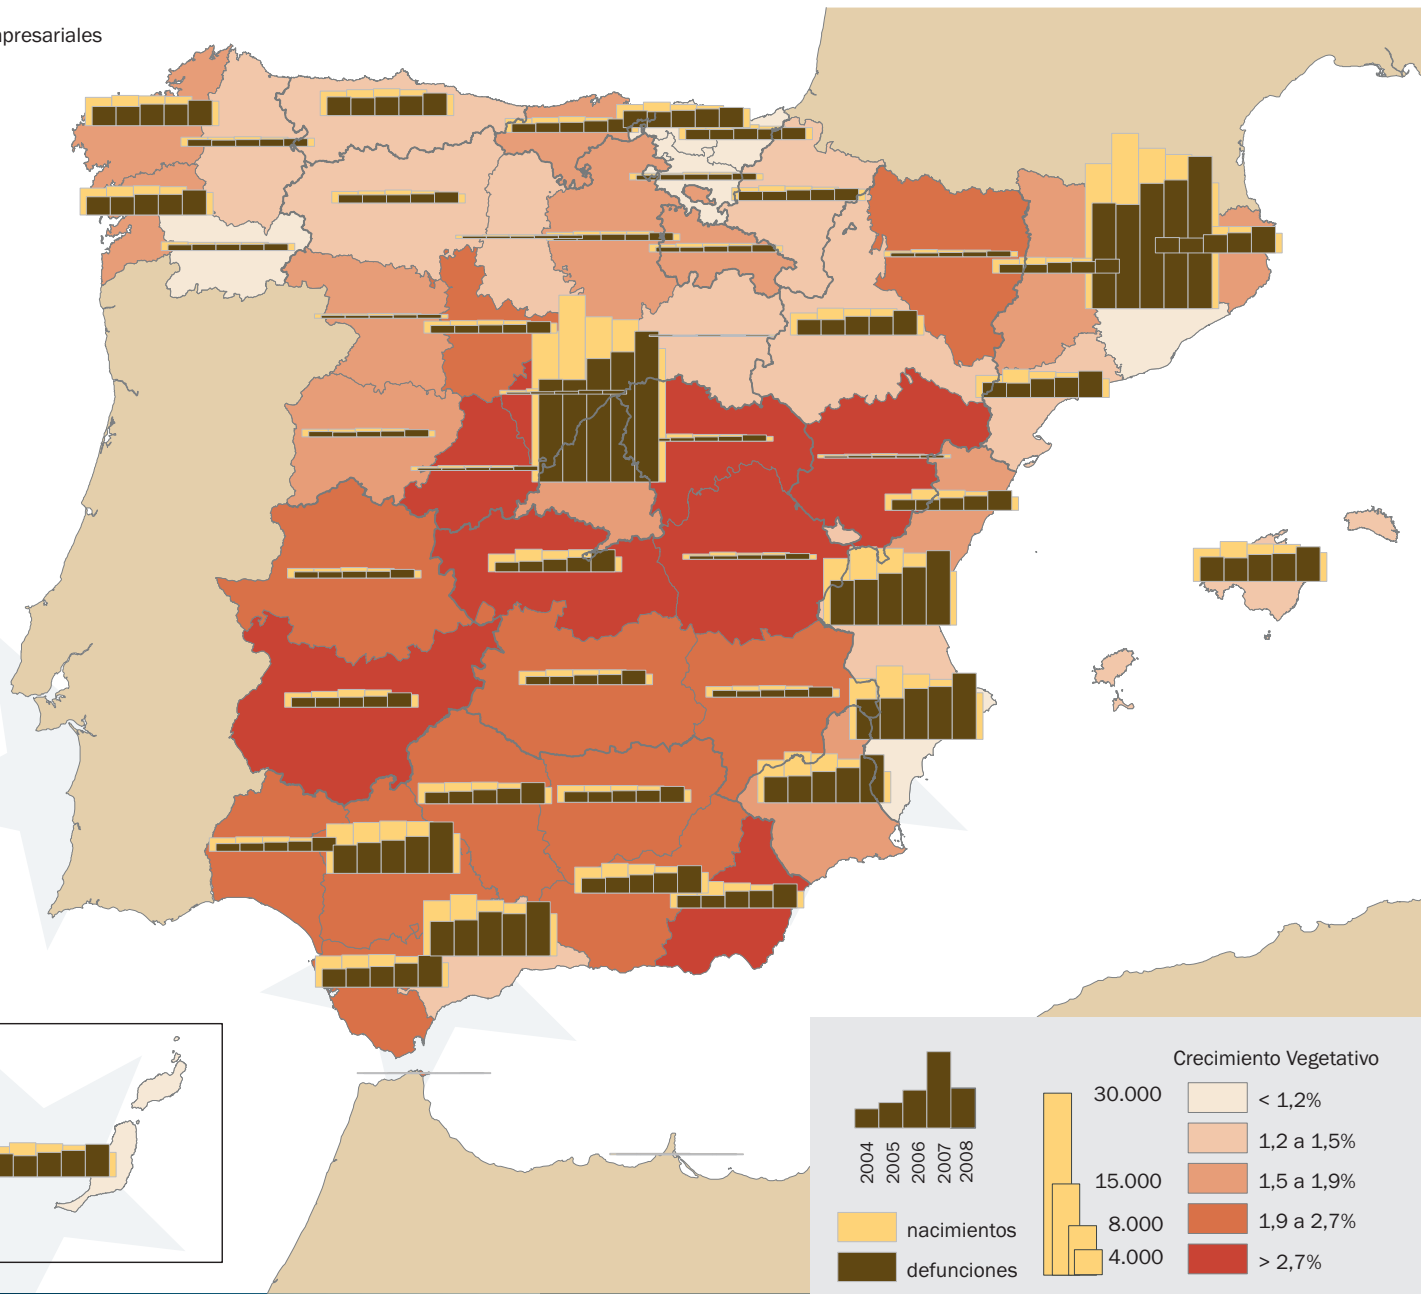 presariales
Crecimiento Vegetativo
2004
2005
2006
2007
2008
nacimientos
defunciones
30.000
15.000
8.000
4.000
< 1,2%
1,2 a 1,5%
1,5 a 1,9%
1,9 a 2,7%
> 2,7%